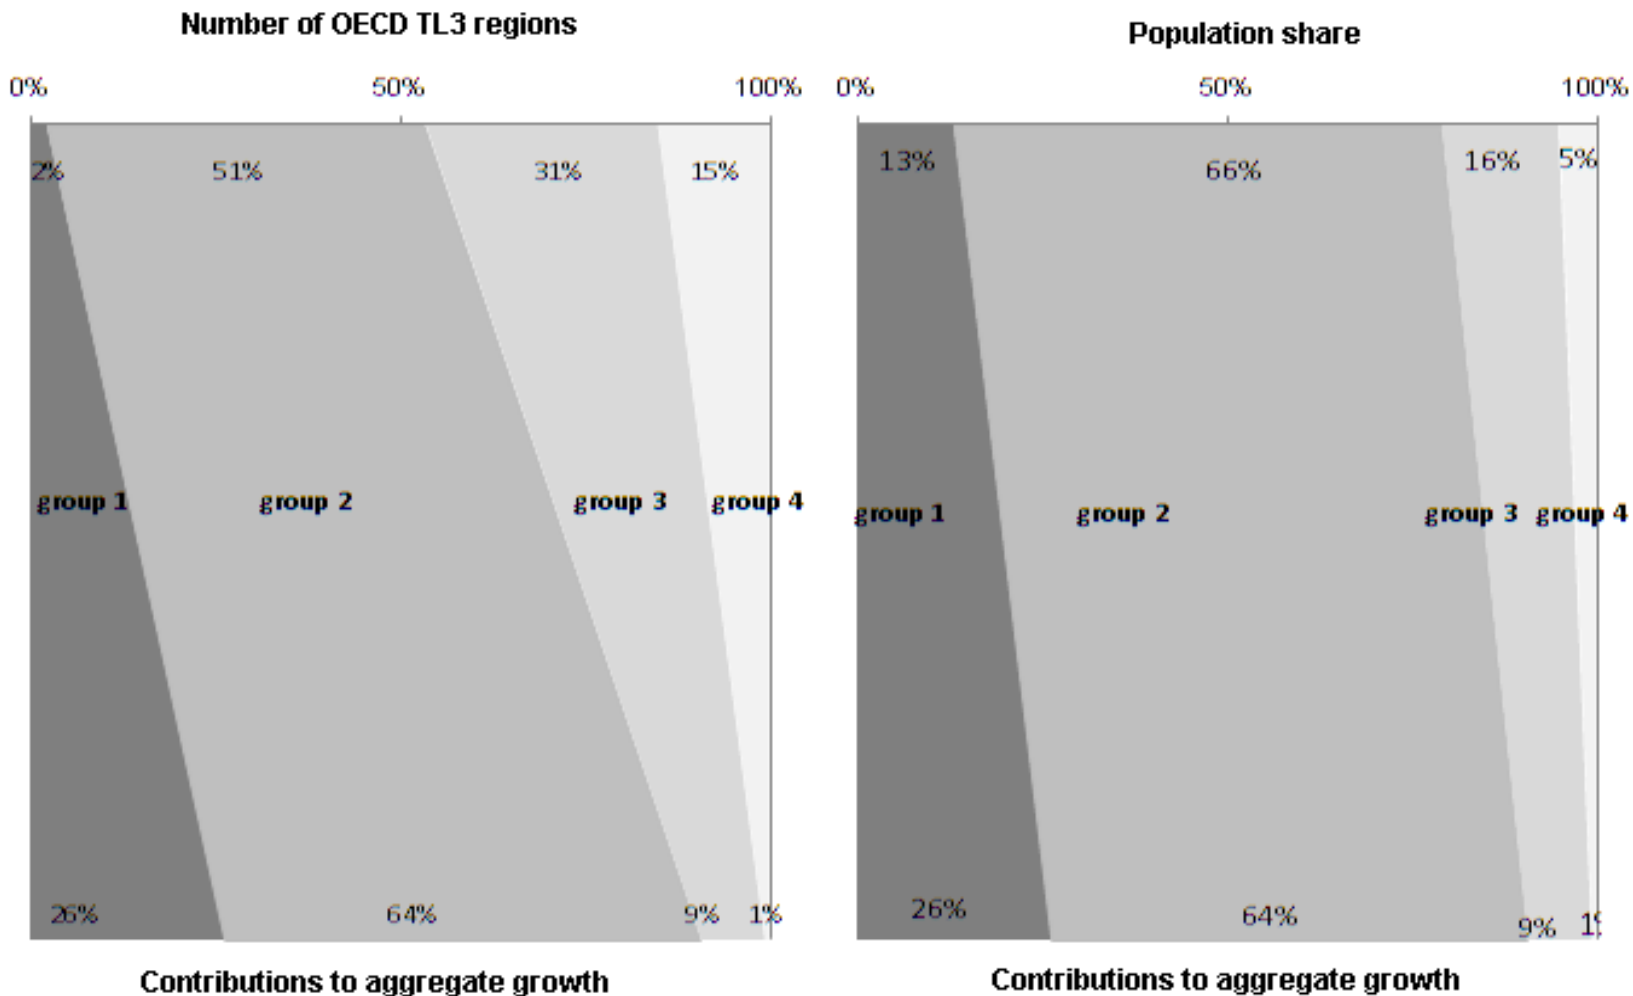 Number of OECD TL3 regions
0% 50% 100%
2% 51% 31% 15%
group 1 group 2 group 3 group 4
26% 64% 9% 1%
Contributions to aggregate growth
Population share
0% 50% 100%
13% 66% 16% 5%
group 1 group 2 group 3 group 4
26% 64% 9% 1
Contributions to aggregate growth